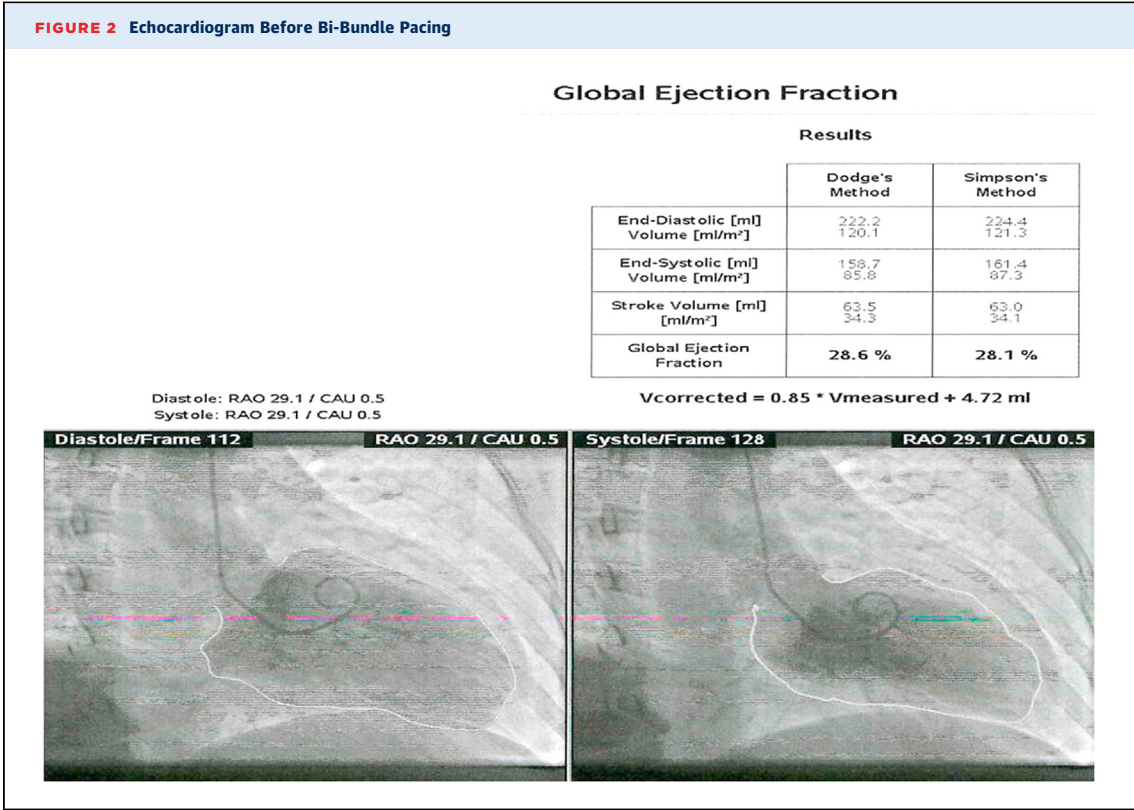 FIGURE 2 Echocardiogram Before Bi-Bundle Pacing
Global Ejection Fraction
Results
Dodge's Method
Simpson's Method
End-Diastolic [ml] 222.2 224.4
Volume [ml/m²] 120.1 121.3
End-Systolic [ml] 158.7 161.4
Volume [ml/m²] 85.8 87.3
Stroke Volume [ml] 63.5 63.0
[ml/m²] 34.3 34.1
Global Ejection Fraction 28.6 % 28.1 %
Vcorrected = 0.85 * Vmeasured + 4.72 ml
Diastole: RAO 29.1 / CAU 0.5
Systole: RAO 29.1 / CAU 0.5
Diastole/Frame 112 RAO 29.1 / CAU 0.5
Systole/Frame 128 RAO 29.1 / CAU 0.5